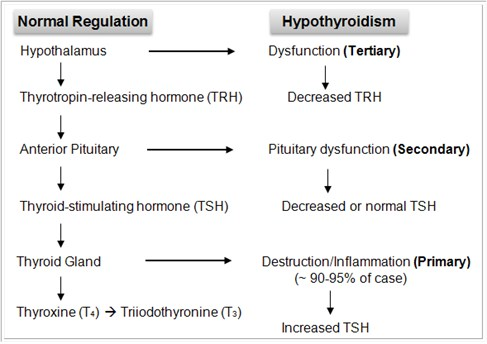 Normal Regulation
Hypothyroidism
Hypothalamus
Dysfunction (Tertiary)
Thyrotropin-releasing hormone (TRH)
Decreased TRH
Anterior Pituitary
Pituitary dysfunction (Secondary)
Thyroid-stimulating hormone (TSH)
Decreased or normal TSH
Thyroid Gland
Destruction/Inflammation (Primary)
(~ 90-95% of case)
Thyroxine (T₄) → Triiodothyronine (T₃)
Increased TSH